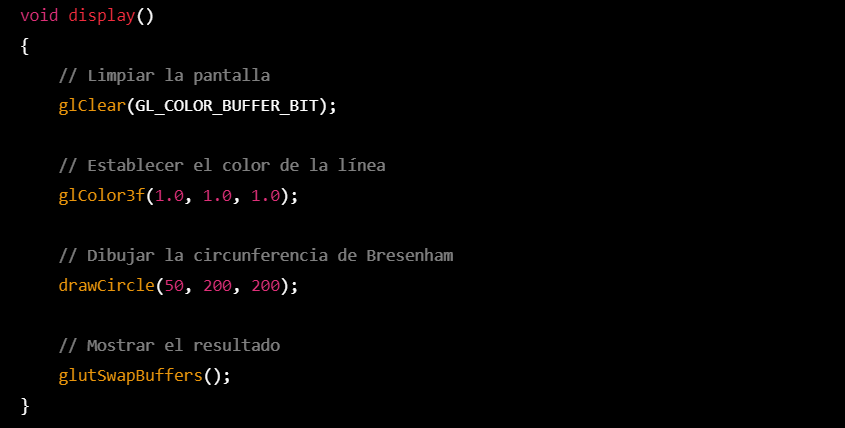 void display()
{
// Limpiar la pantalla
glClear(GL_COLOR_BUFFER_BIT);
// Establecer el color de la línea
glColor3f(1.0, 1.0, 1.0);
// Dibujar la circunferencia de Bresenham
drawCircle(50, 200, 200);
// Mostrar el resultado
glutSwapBuffers();
}